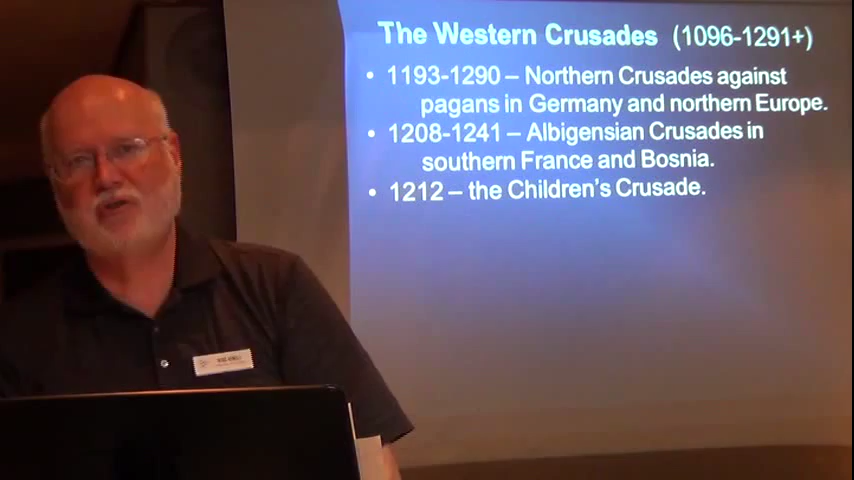 The Western Crusades (1096-1291+)
• 1193-1290 – Northern Crusades against
pagans in Germany and northern Europe.
• 1208-1241 – Albigensian Crusades in
southern France and Bosnia.
• 1212 – the Children's Crusade.